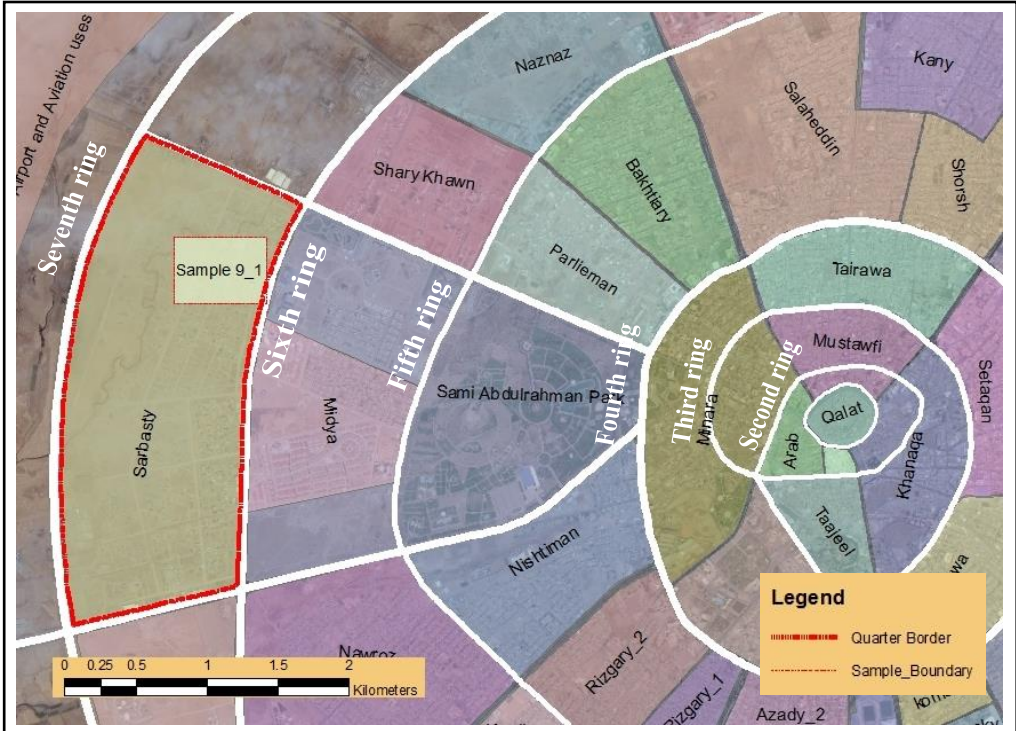 Naznaz
Kany
Airport and Aviation uses
Salaheddin
Shary Khawn
Bakhtiary
Shorsh
Seventh ring
Parlieman
Tairawa
Sample 9_1
Sixth ring
Fifth ring
Mustawfi
Fourth ring
Third ring
Second ring
Setaqan
Sami Abdulrahman Park
Minara
Qalat
Midya
Arab
Khanaqa
Sarbasty
Taajeel
Nishtiman
wa
Legend
Quarter Border
Sample_Boundary
0 0.25 0.5 1 1.5 2
Kilometers
Nawroz
Rizgary_2
Rizgary_1
Azady_2